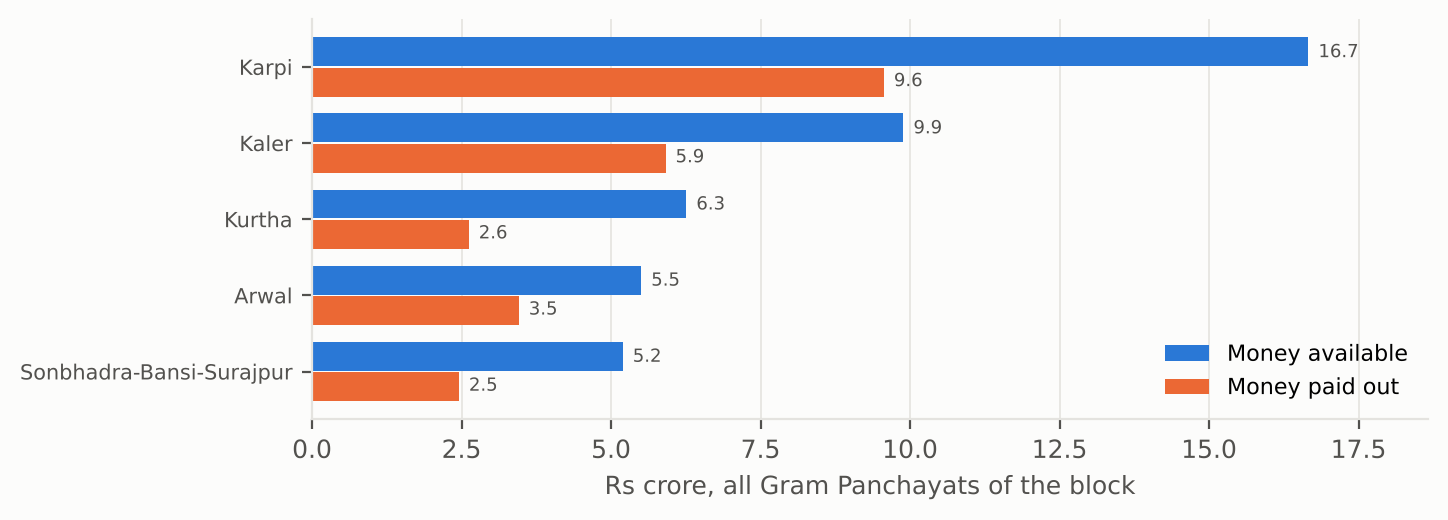 Karpi
16.7
9.6
Kaler
9.9
5.9
Kurtha
6.3
2.6
Arwal
5.5
3.5
Sonbhadra-Bansi-Surajpur
5.2
2.5
Money available
Money paid out
0.0 2.5 5.0 7.5 10.0 12.5 15.0 17.5
Rs crore, all Gram Panchayats of the block